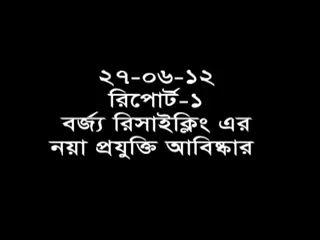 ২৭-০৬-১২
রিপোর্ট-১
বর্জ্য রিসাইক্লিং এর
নয়া প্রযুক্তি আবিষ্কার